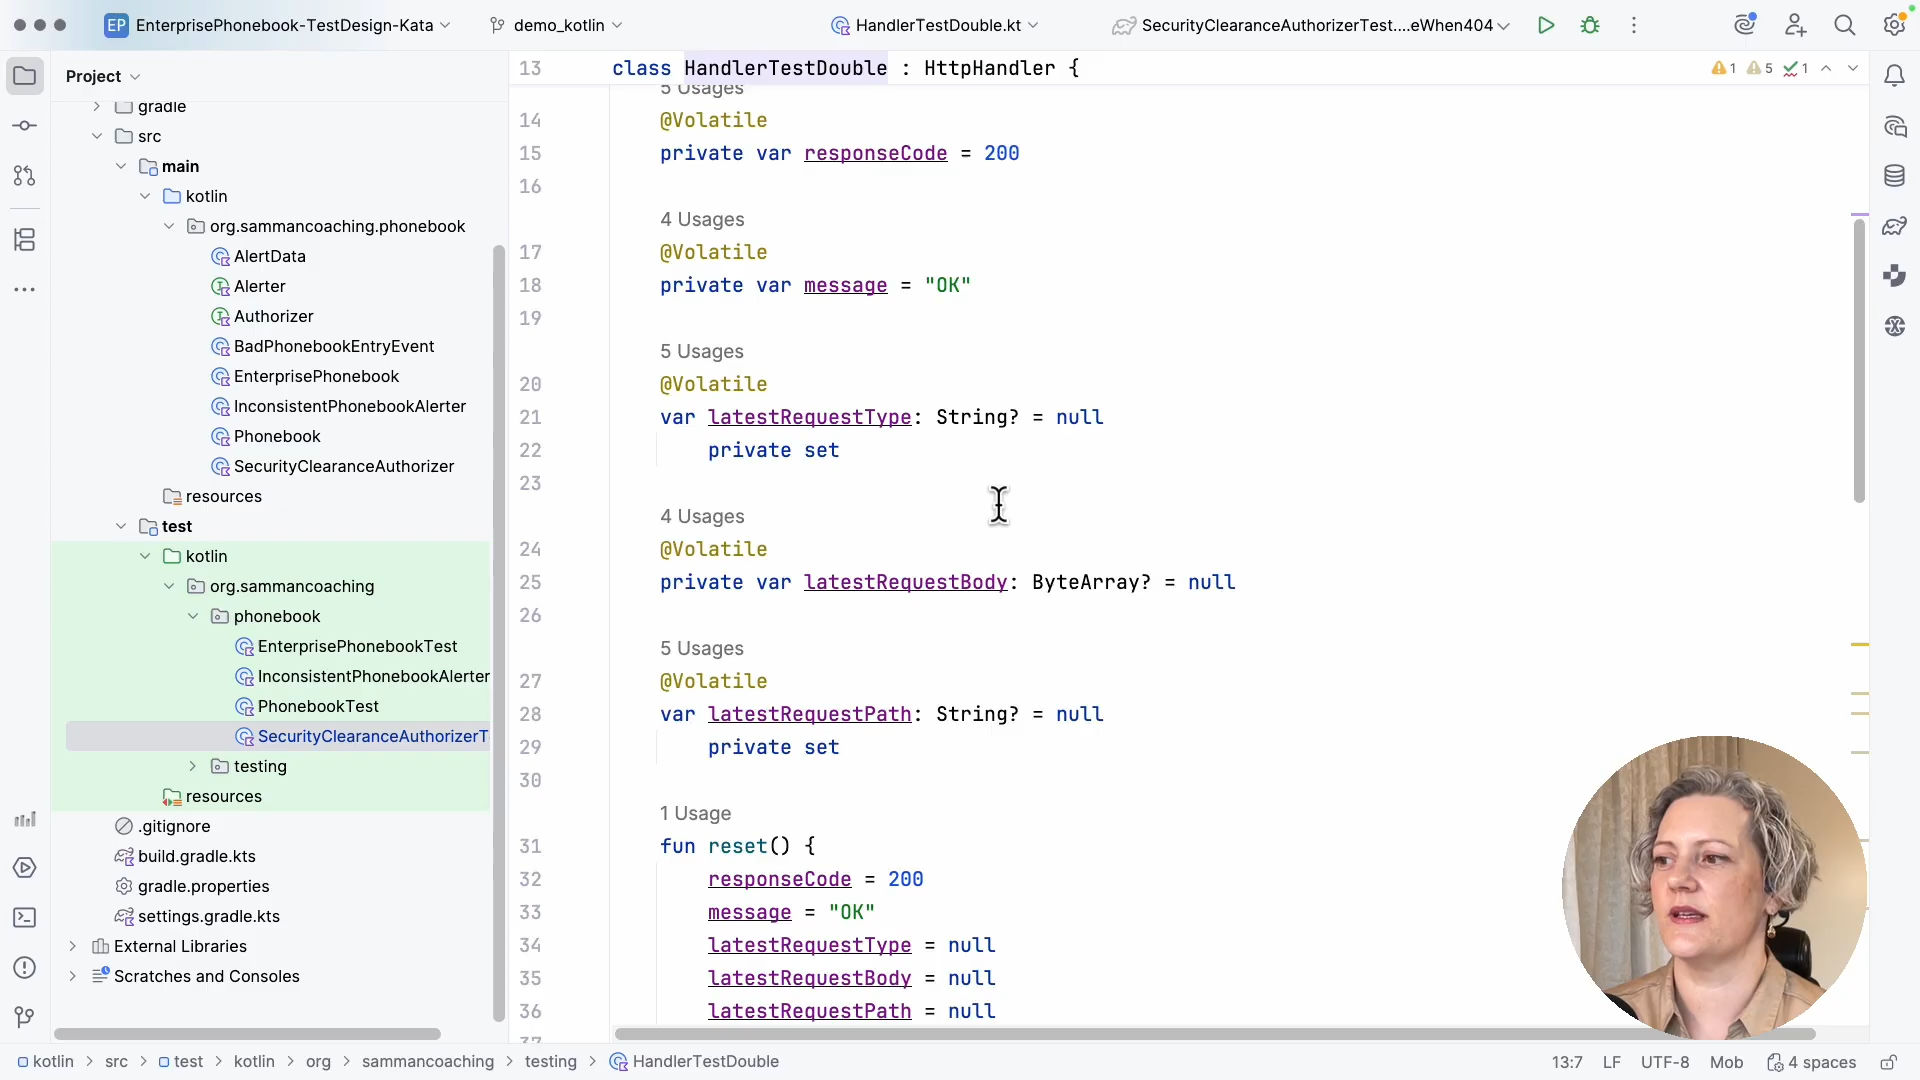 EP EnterprisePhonebook-TestDesign-Kata
demo_kotlin
HandlerTestDouble.kt
SecurityClearanceAuthorizerTest....eWhen404
Project
gradle
src
main
kotlin
org.sammancoaching.phonebook
AlertData
Alerter
Authorizer
BadPhonebookEntryEvent
EnterprisePhonebook
InconsistentPhonebookAlerter
Phonebook
SecurityClearanceAuthorizer
resources
test
kotlin
org.sammancoaching
phonebook
EnterprisePhonebookTest
InconsistentPhonebookAlerter
PhonebookTest
SecurityClearanceAuthorizerT
testing
resources
.gitignore
build.gradle.kts
gradle.properties
settings.gradle.kts
External Libraries
Scratches and Consoles
13 class HandlerTestDouble : HttpHandler {
1 5 1
5 Usages
14 @Volatile
15 private var responseCode = 200
16
4 Usages
17 @Volatile
18 private var message = "OK"
19
5 Usages
20 @Volatile
21 var latestRequestType: String? = null
22 private set
23
4 Usages
24 @Volatile
25 private var latestRequestBody: ByteArray? = null
26
5 Usages
27 @Volatile
28 var latestRequestPath: String? = null
29 private set
30
1 Usage
31 fun reset() {
32 responseCode = 200
33 message = "OK"
34 latestRequestType = null
35 latestRequestBody = null
36 latestRequestPath = null
37
kotlin > src > test > kotlin > org > sammancoaching > testing > HandlerTestDouble
13:7 LF UTF-8 Mob 4 spaces